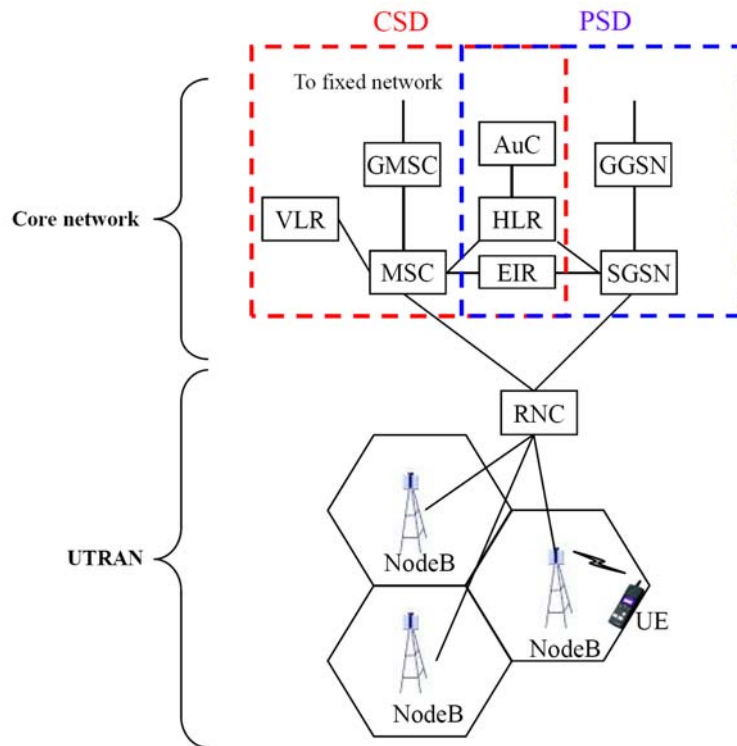 CSD
PSD
To fixed network
AuC
GMSC
GGSN
VLR
HLR
Core network
MSC
EIR
SGSN
RNC
NodeB
UTRAN
UE
NodeB
NodeB